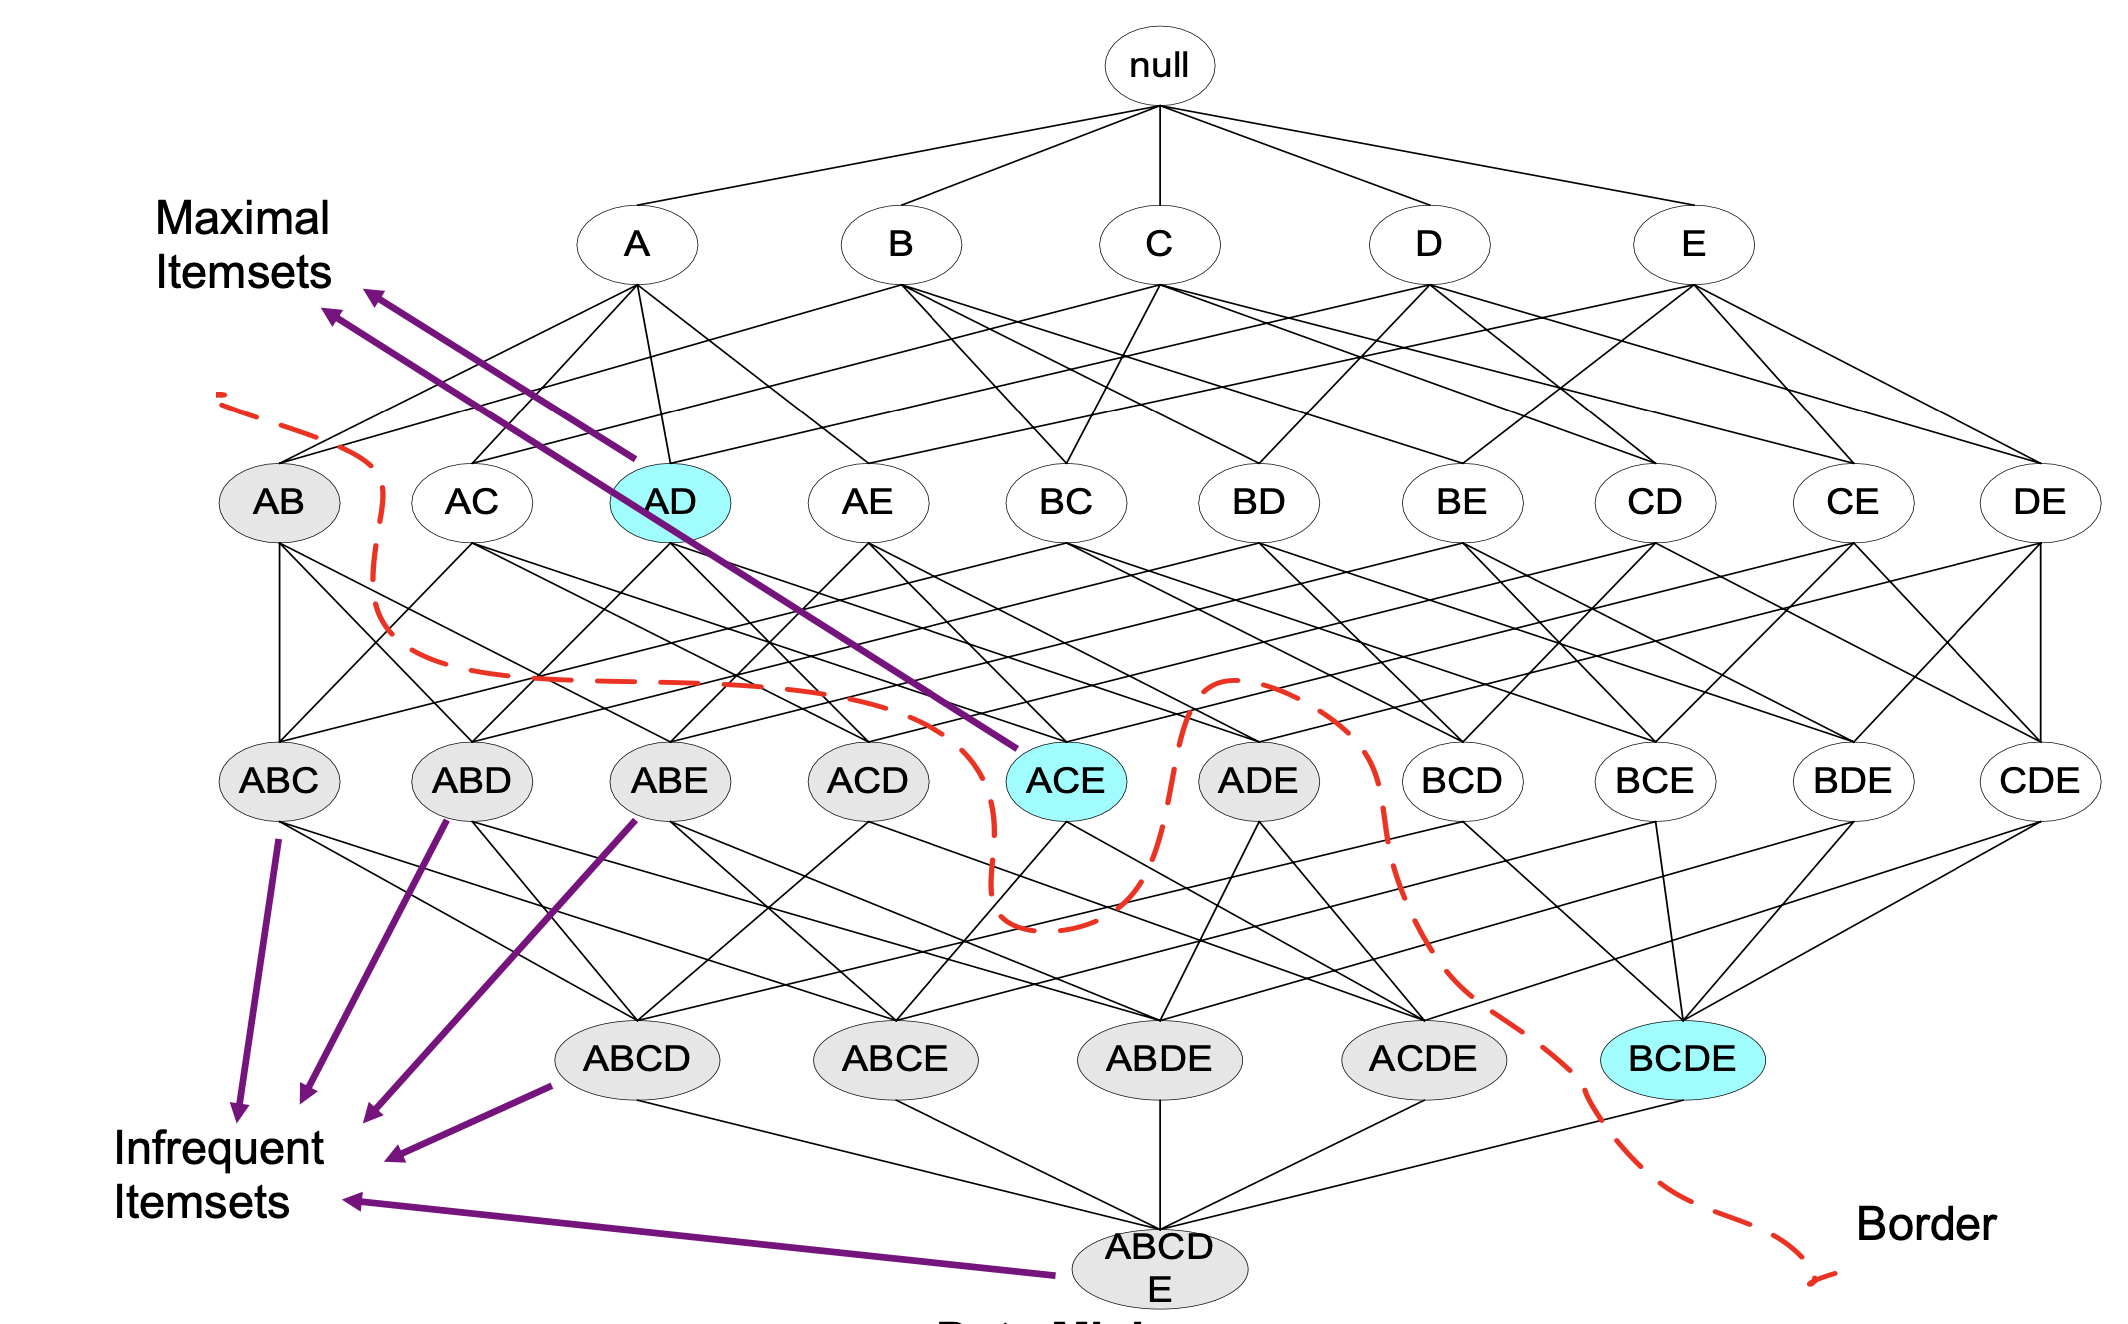 null
Maximal
Itemsets
A B C D E
AB AC AD AE BC BD BE CD CE DE
ABC ABD ABE ACD ACE ADE BCD BCE BDE CDE
ABCD ABCE ABDE ACDE BCDE
Infrequent
Itemsets
Border
ABCD
E